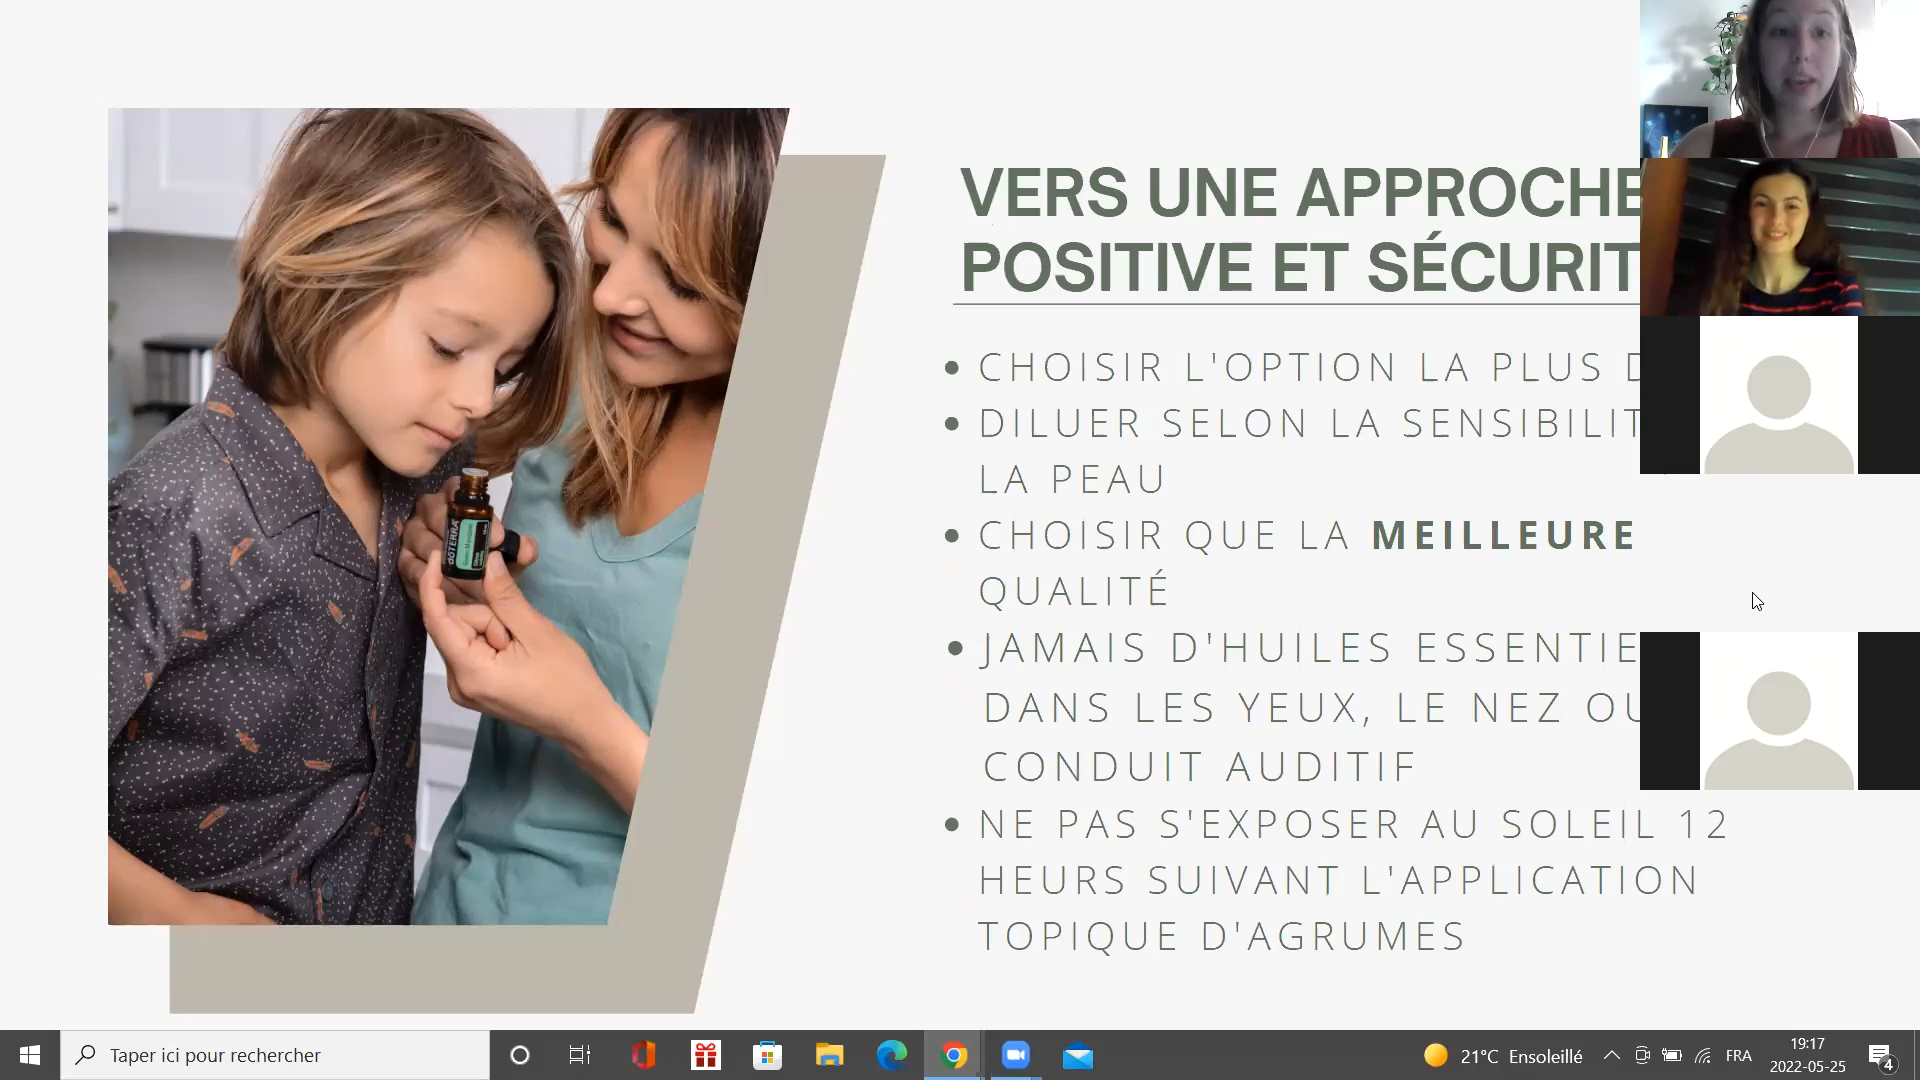 VERS UNE APPROCHE
POSITIVE ET SÉCURIT
CHOISIR L'OPTION LA PLUS D
DILUER SELON LA SENSIBILIT
LA PEAU
CHOISIR QUE LA MEILLEURE
QUALITÉ
JAMAIS D'HUILES ESSENTIE
DANS LES YEUX, LE NEZ OU
CONDUIT AUDITIF
NE PAS S'EXPOSER AU SOLEIL 12
HEURS SUIVANT L'APPLICATION
TOPIQUE D'AGRUMES
dōTERRA
Taper ici pour rechercher
21°C Ensoleillé
FRA
19:17
2022-05-25
4